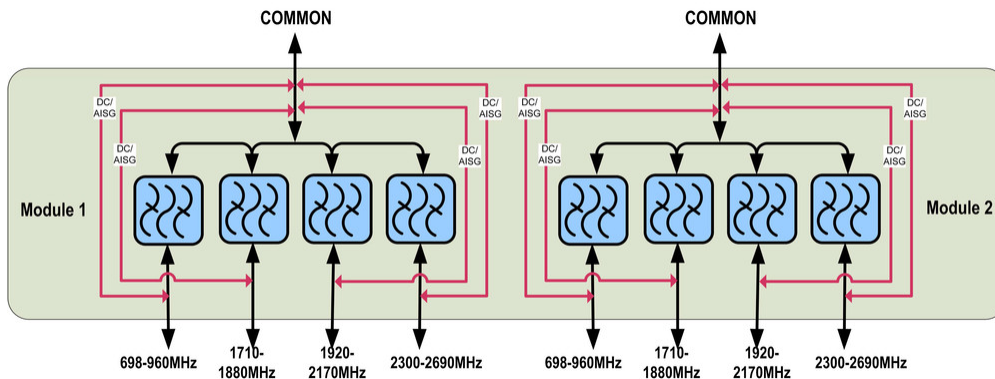 COMMON
COMMON
DC/
AISG
DC/
AISG
DC/
AISG
DC/
AISG
DC/
AISG
DC/
AISG
DC/
AISG
DC/
AISG
Module 1
Module 2
698-960MHz
1710-
1880MHz
1920-
2170MHz
2300-2690MHz
698-960MHz
1710-
1880MHz
1920-
2170MHz
2300-2690MHz